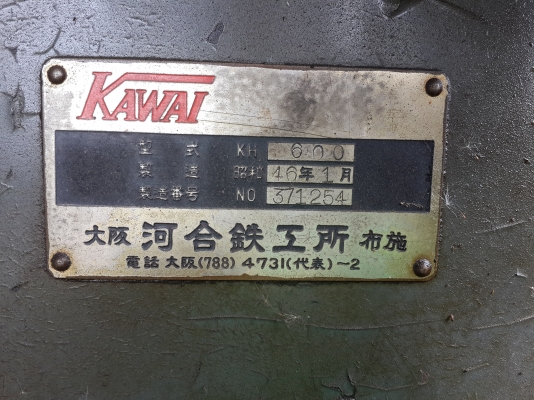 KAWAI
型式 KH 600
製造 昭和 46年1月
製造番号 NO 371254
大阪 河合鉄工所 布施
電話 大阪(788) 4731(代表)~2